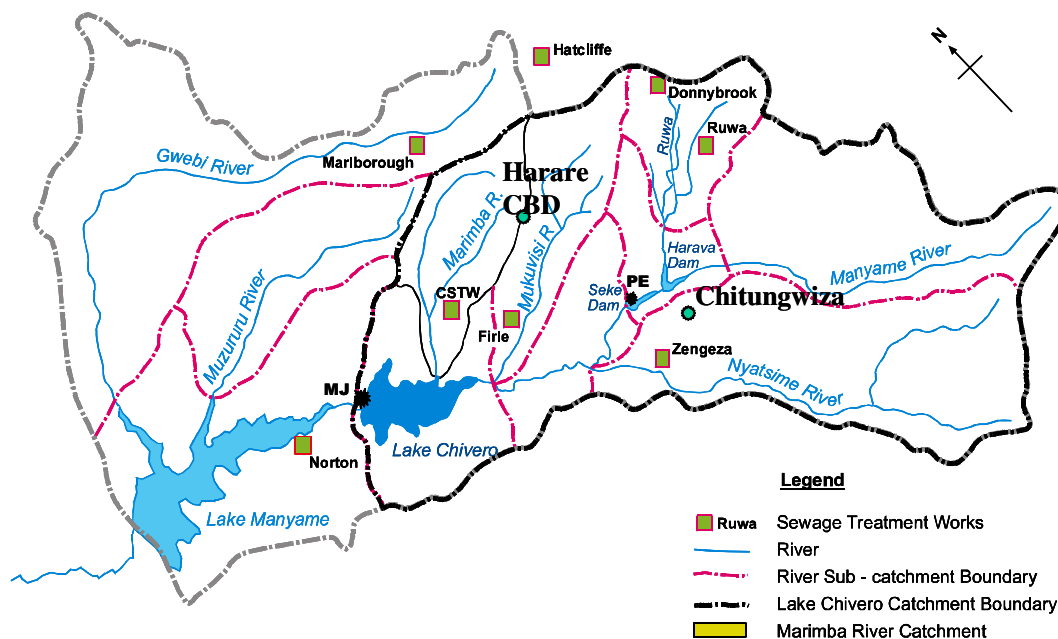 Hatcliffe
N
Donnybrook
Ruwa
Ruwa
Marlborough
Gwebi River
Harare
CBD
Marimba R.
Mukuvisi R
Harava
Dam
Manyame River
PE
Seke
Dam
Chitungwiza
CSTW
Firle
Muzururu River
Zengeza
Nyatsime River
MJ
Lake Chivero
Norton
Lake Manyame
Legend
Ruwa Sewage Treatment Works
River
River Sub - catchment Boundary
Lake Chivero Catchment Boundary
Marimba River Catchment